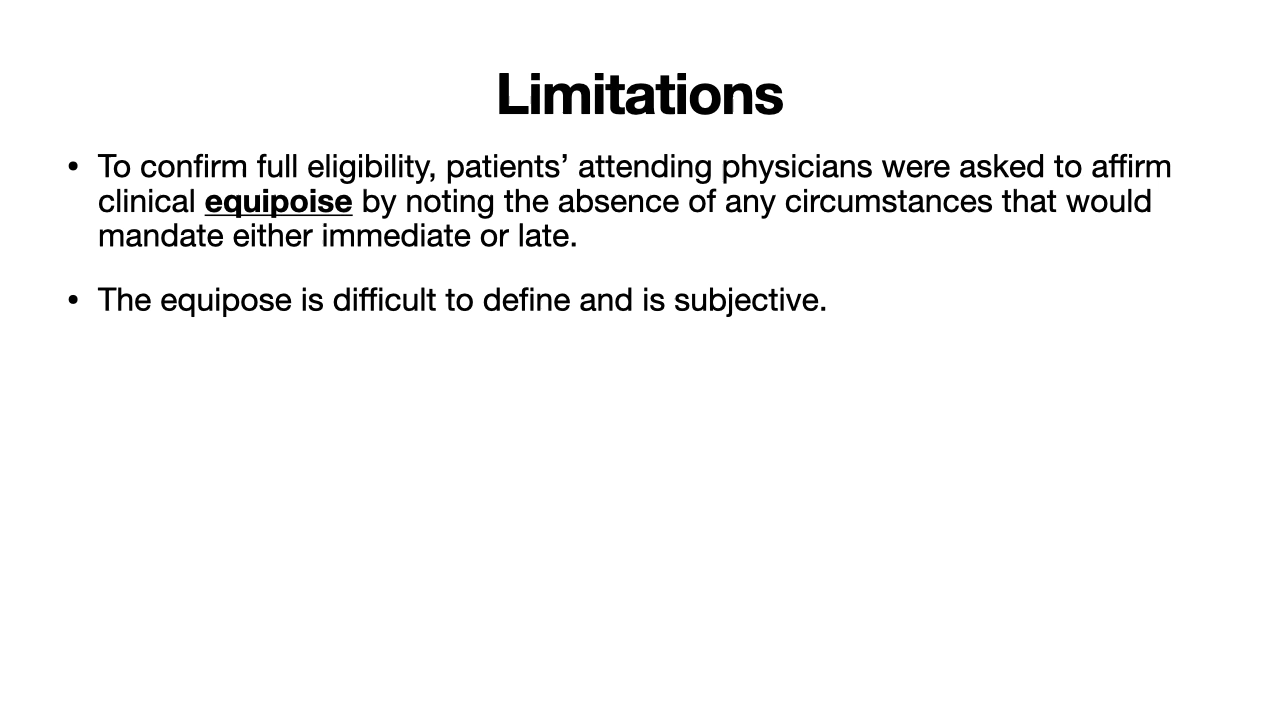 Limitations
• To confirm full eligibility, patients’ attending physicians were asked to affirm
clinical equipoise by noting the absence of any circumstances that would
mandate either immediate or late.
• The equipose is difficult to define and is subjective.